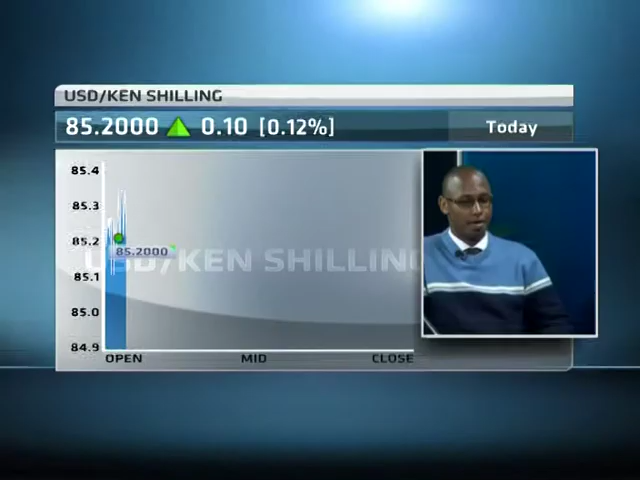 USD/KEN SHILLING
85.2000 0.10 [0.12%] Today
85.4
85.3
85.2
85.2000
USD/KEN SHILLING
85.1
85.0
84.9
OPEN MID CLOSE